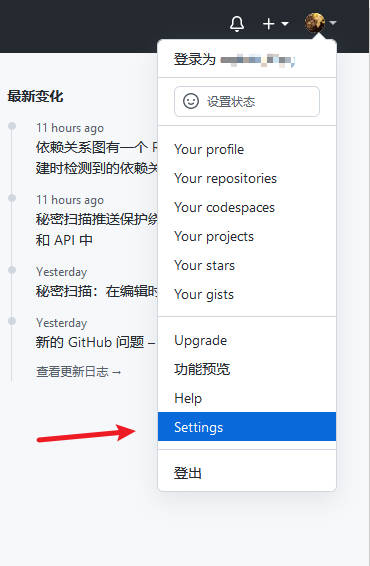 登录为
最新变化
设置状态
11 hours ago
依赖关系图有一个
建时检测到的依赖关
Your profile
Your repositories
11 hours ago
秘密扫描推送保护
和 API 中
Your codespaces
Your projects
Your stars
Yesterday
秘密扫描：在编辑时
Your gists
Yesterday
新的 GitHub 问题 –
Upgrade
查看更新日志 →
功能预览
Help
Settings
登出